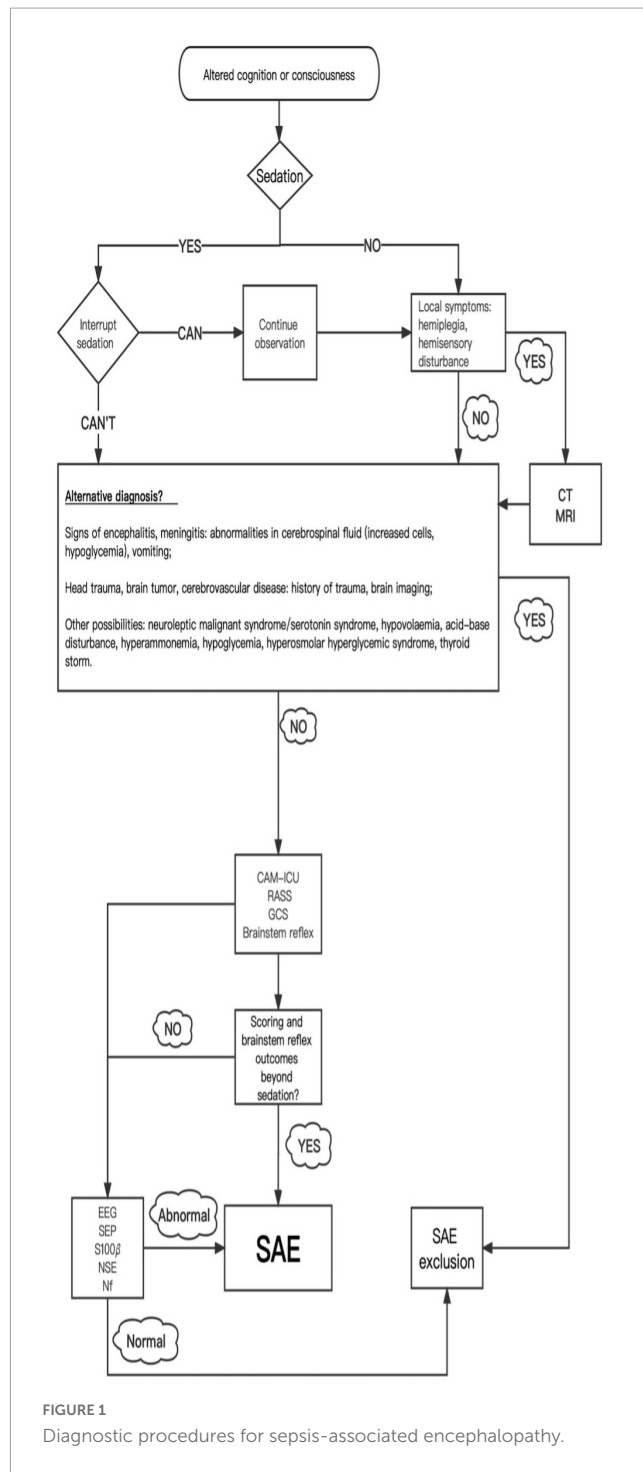 Altered cognition or consciousness
Sedation
YES
NO
Interrupt
sedation
CAN
Continue
observation
Local symptoms:
hemiplegia,
hemisensory
disturbance
YES
CAN'T
NO
CT
MRI
Alternative diagnosis?
Signs of encephalitis, meningitis: abnormalities in cerebrospinal fluid (increased cells,
hypoglycemia), vomiting;
Head trauma, brain tumor, cerebrovascular disease: history of trauma, brain imaging;
Other possibilities: neuroleptic malignant syndrome/serotonin syndrome, hypovolaemia, acid-base
disturbance, hyperammonemia, hypoglycemia, hyperosmolar hyperglycemic syndrome, thyroid
storm.
YES
NO
CAM-ICU
RASS
GCS
Brainstem reflex
NO
Scoring and
brainstem reflex
outcomes
beyond
sedation?
YES
EEG
SEP
S100β
NSE
Nf
Abnormal
SAE
SAE
exclusion
Normal
FIGURE 1
Diagnostic procedures for sepsis-associated encephalopathy.